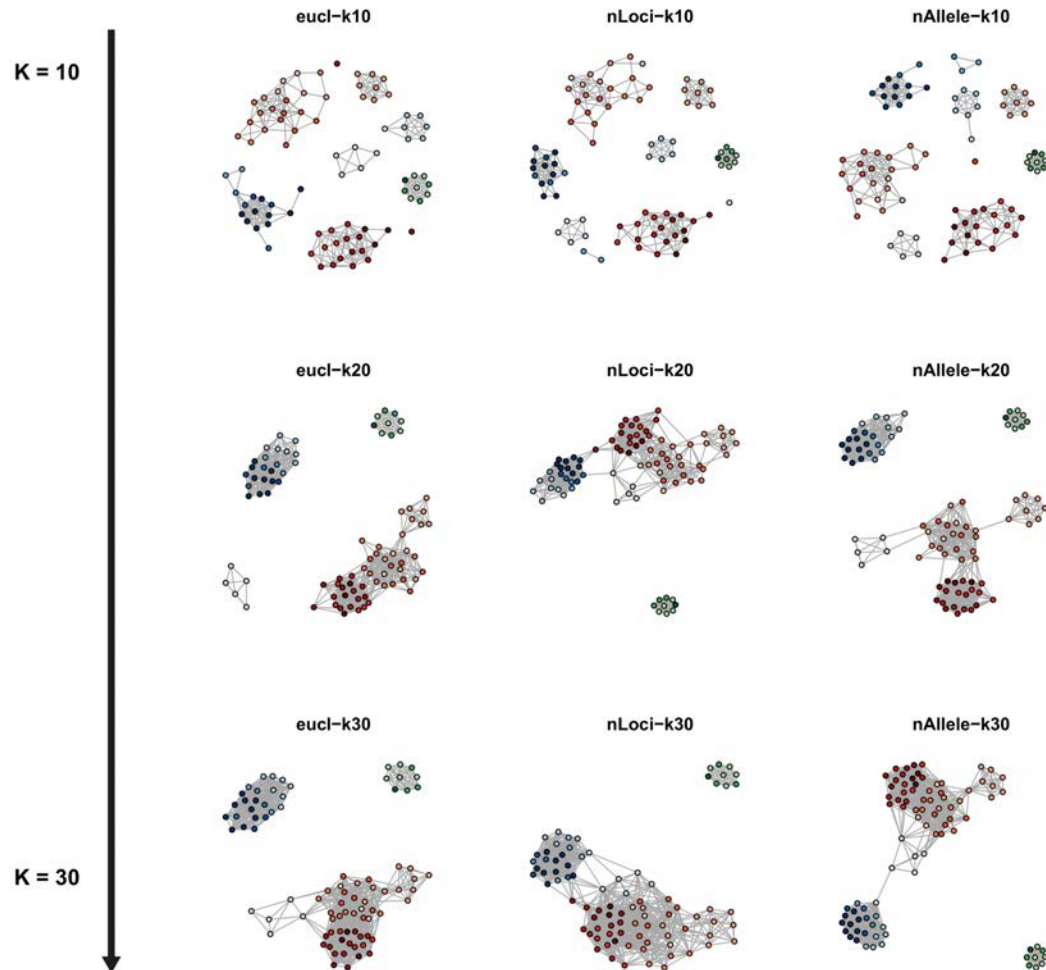 eucl−k10 nLoci−k10 nAllele−k10
K = 10
eucl−k20 nLoci−k20 nAllele−k20
eucl−k30 nLoci−k30 nAllele−k30
K = 30